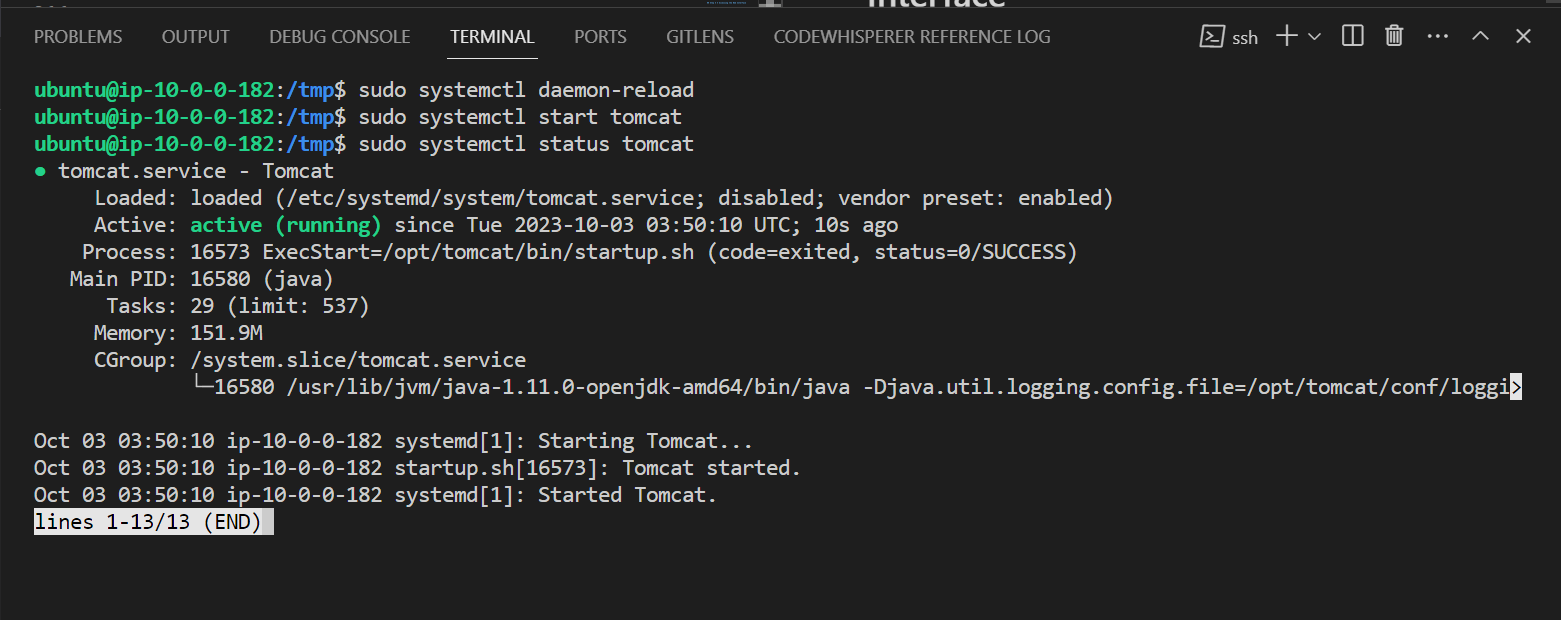 Interface
PROBLEMS OUTPUT DEBUG CONSOLE TERMINAL PORTS GITLENS CODEWHISPERER REFERENCE LOG ssh
ubuntu@ip-10-0-0-182:/tmp$ sudo systemctl daemon-reload
ubuntu@ip-10-0-0-182:/tmp$ sudo systemctl start tomcat
ubuntu@ip-10-0-0-182:/tmp$ sudo systemctl status tomcat
● tomcat.service - Tomcat
Loaded: loaded (/etc/systemd/system/tomcat.service; disabled; vendor preset: enabled)
Active: active (running) since Tue 2023-10-03 03:50:10 UTC; 10s ago
Process: 16573 ExecStart=/opt/tomcat/bin/startup.sh (code=exited, status=0/SUCCESS)
Main PID: 16580 (java)
Tasks: 29 (limit: 537)
Memory: 151.9M
CGroup: /system.slice/tomcat.service
└─16580 /usr/lib/jvm/java-1.11.0-openjdk-amd64/bin/java -Djava.util.logging.config.file=/opt/tomcat/conf/loggi>
Oct 03 03:50:10 ip-10-0-0-182 systemd[1]: Starting Tomcat...
Oct 03 03:50:10 ip-10-0-0-182 startup.sh[16573]: Tomcat started.
Oct 03 03:50:10 ip-10-0-0-182 systemd[1]: Started Tomcat.
lines 1-13/13 (END)